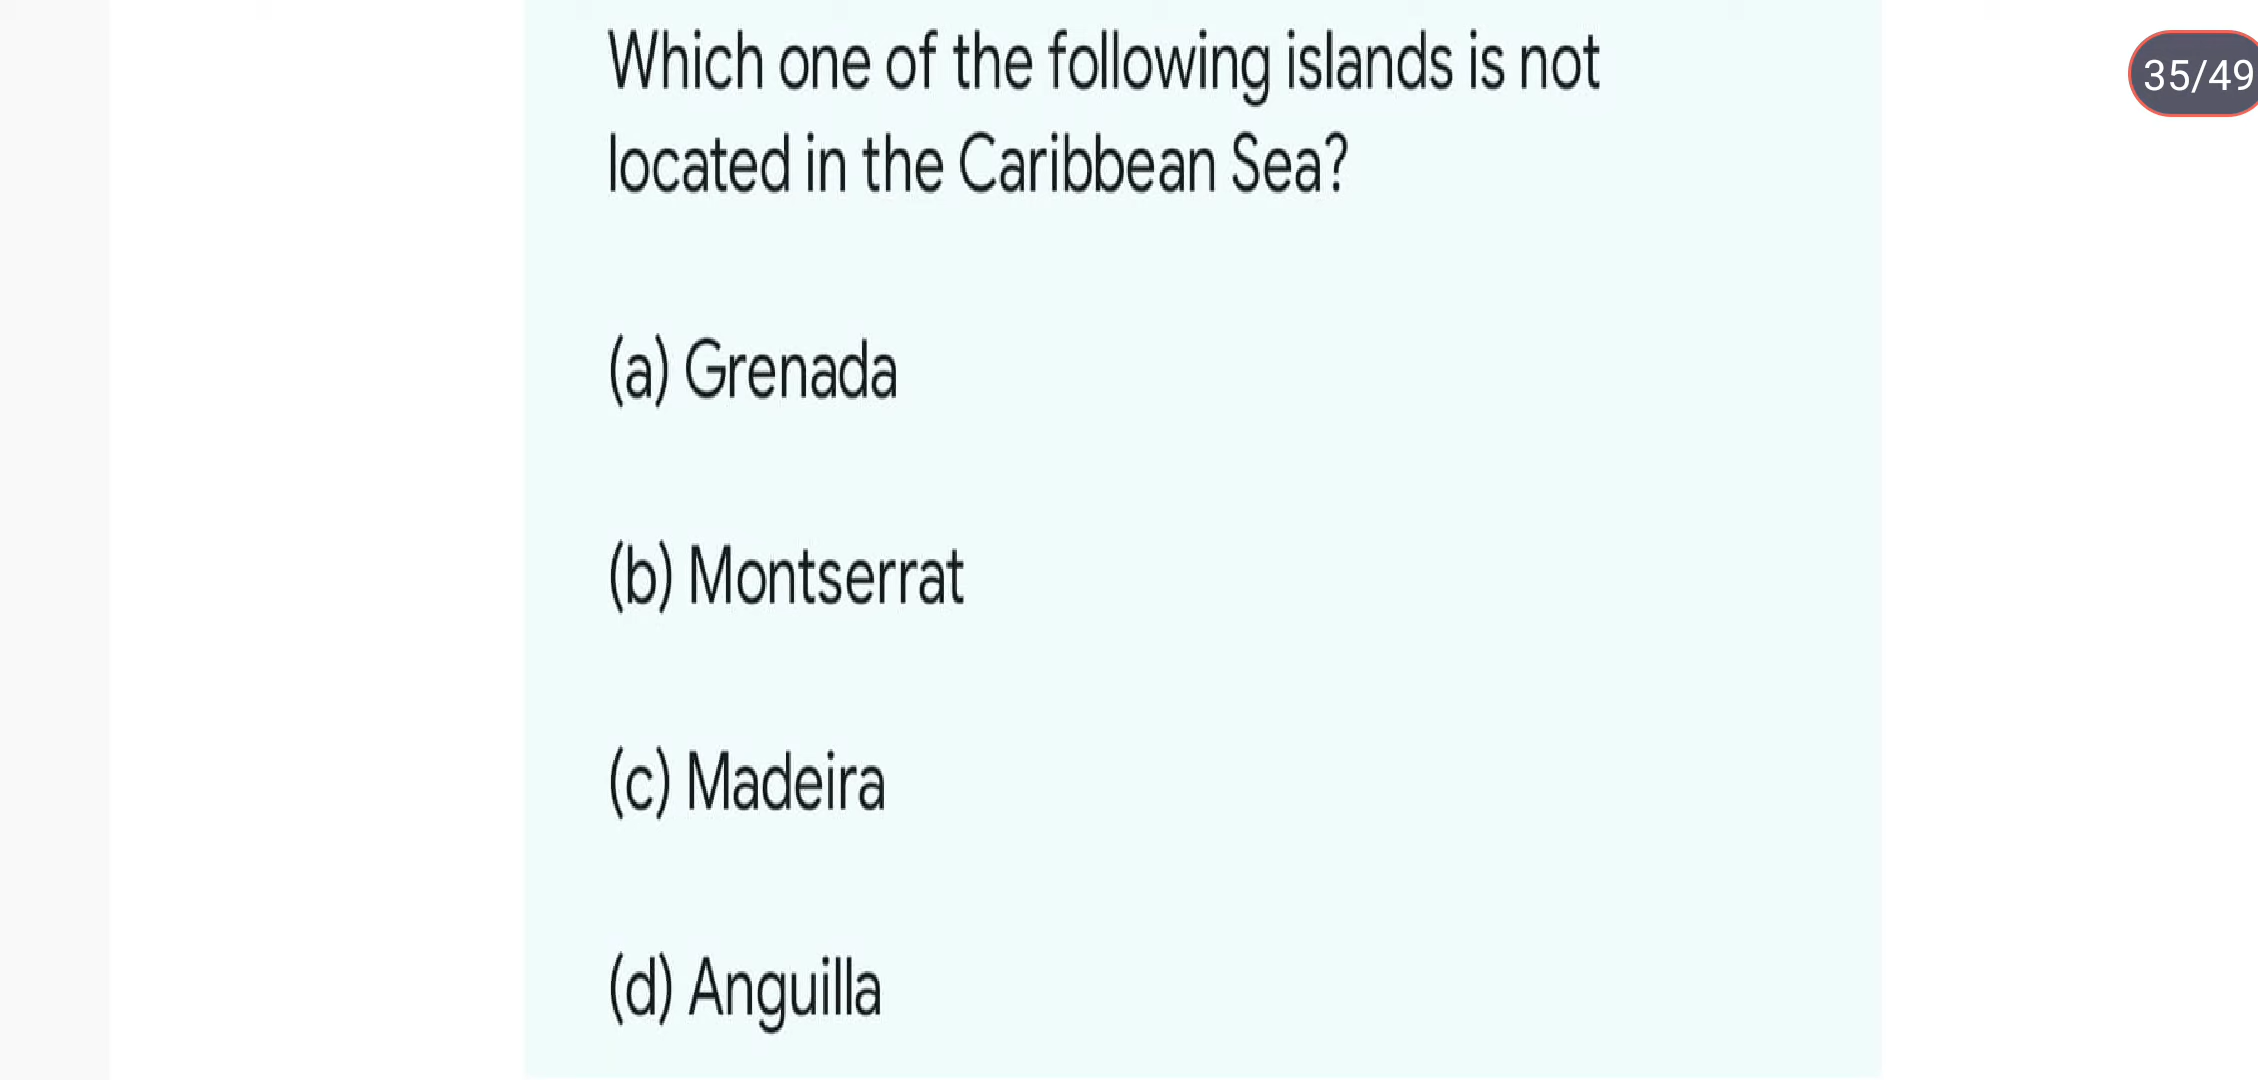 Which one of the following islands is not
located in the Caribbean Sea?
(a) Grenada
(b) Montserrat
(c) Madeira
(d) Anguilla
35/49